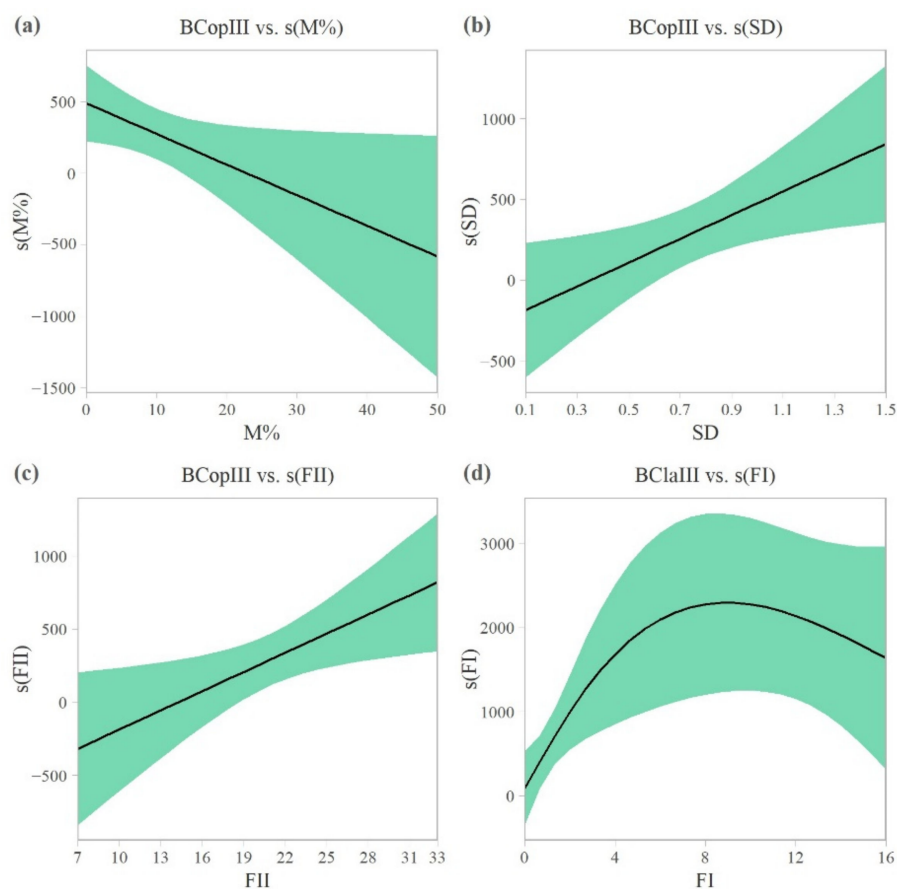 (a) BCopIII vs. s(M%)
500
0
−500
−1000
−1500
s(M%)
0 10 20 30 40 50
M%
(b) BCopIII vs. s(SD)
1000
500
0
−500
s(SD)
0.1 0.3 0.5 0.7 0.9 1.1 1.3 1.5
SD
(c) BCopIII vs. s(FII)
1000
500
0
−500
s(FII)
7 10 13 16 19 22 25 28 31 33
FII
(d) BClaIII vs. s(FI)
3000
2000
1000
0
s(FI)
0 4 8 12 16
FI